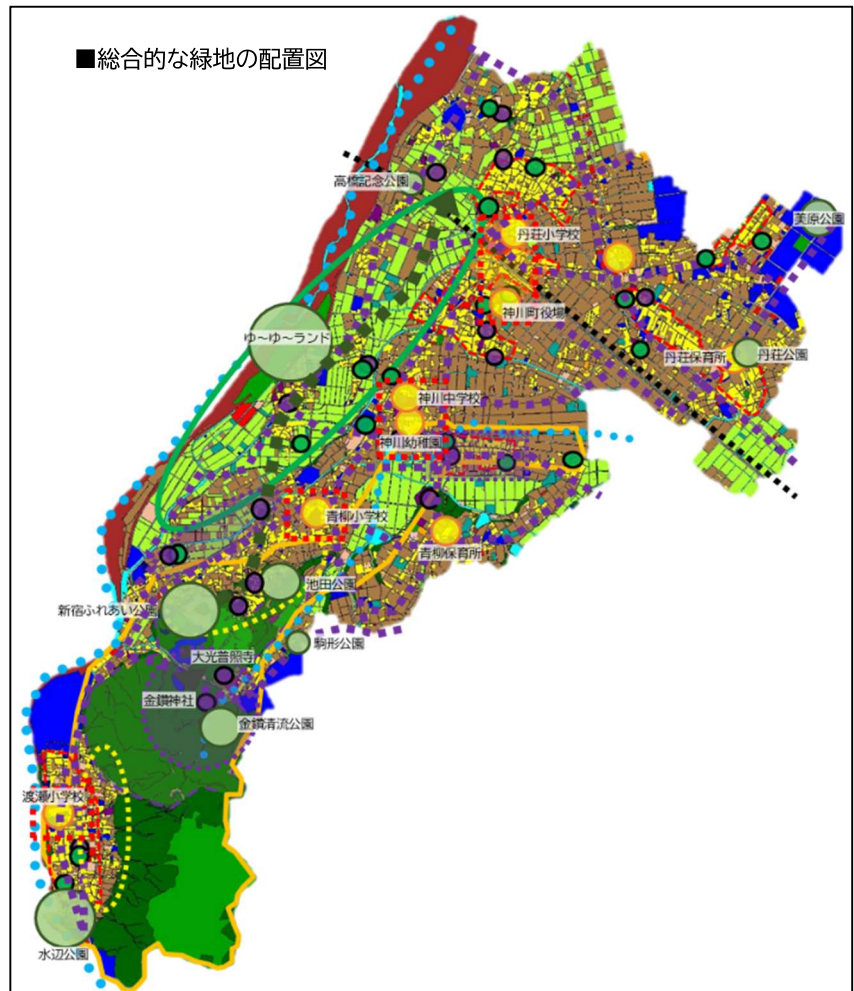 ■総合的な緑地の配置図
高橋記念公園
美原公園
丹荘小学校
神川町役場
ゆ~ゆ~ランド
丹荘保育所
丹荘公園
神川中学校
神川幼稚園
青柳小学校
青柳保育所
池田公園
新宿ふれあい公園
駒形公園
大光普照寺
金鑚神社
金鑚清流公園
渡瀬小学校
水辺公園